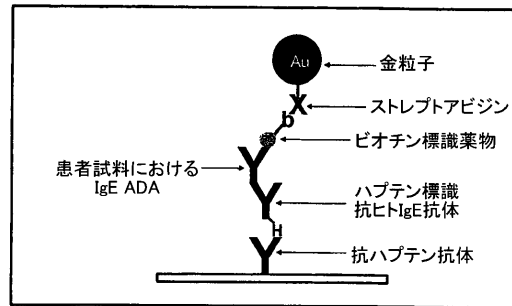 Au
金粒子
X
ストレプトアビジン
b
ビオチン標識薬物
患者試料における
IgE ADA
ハプテン標識
抗ヒトIgE抗体
H
抗ハプテン抗体